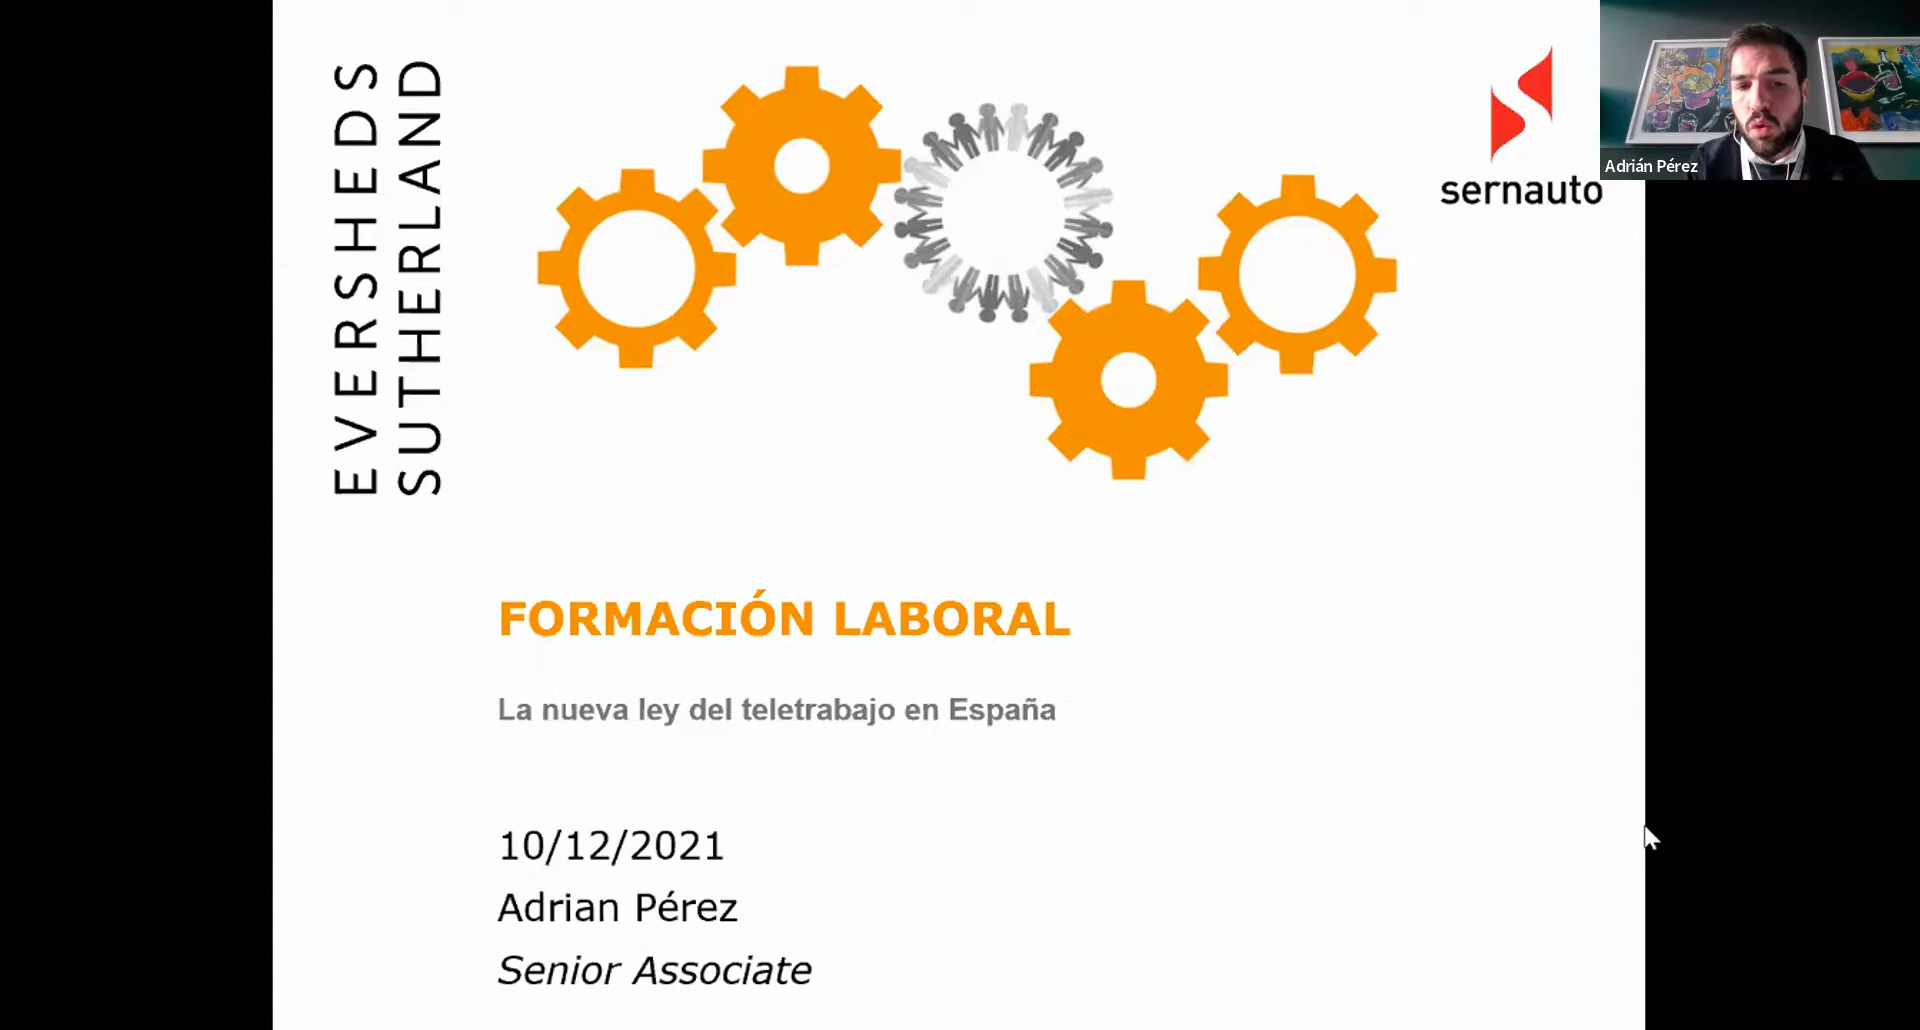 EVERSHEDS
SUTHERLAND
sernauto
Adrián Pérez
FORMACIÓN LABORAL
La nueva ley del teletrabajo en España
10/12/2021
Adrian Pérez
Senior Associate